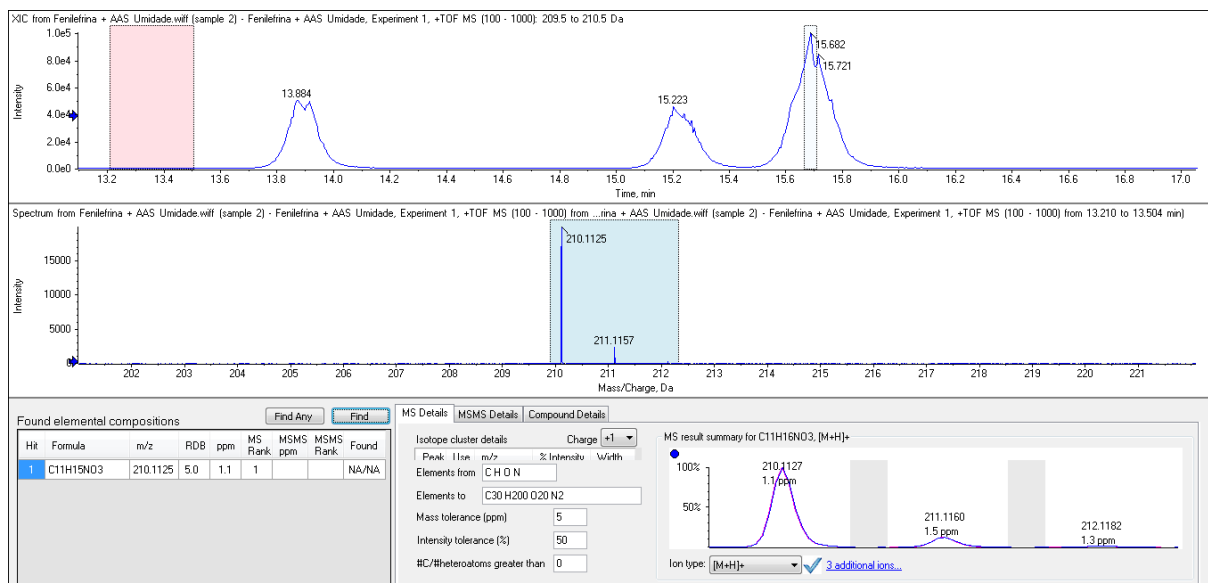 XIC from Fenilefrina + AAS Umidade.wiff (sample 2) - Fenilefrina + AAS Umidade, Experiment 1, +TOF MS (100 - 1000): 209.5 to 210.5 Da
Intensity
1.0e5
8.0e4
6.0e4
4.0e4
2.0e4
0.0e0
13.884
15.223
15.682
15.721
13.2 13.4 13.6 13.8 14.0 14.2 14.4 14.6 14.8 15.0 15.2 15.4 15.6 15.8 16.0 16.2 16.4 16.6 16.8 17.0
Time, min
Spectrum from Fenilefrina + AAS Umidade.wiff (sample 2) - Fenilefrina + AAS Umidade, Experiment 1, +TOF MS (100 - 1000) from ...rina + AAS Umidade.wiff (sample 2) - Fenilefrina + AAS Umidade, Experiment 1, +TOF MS (100 - 1000) from 13.210 to 13.504 min)
Intensity
15000
10000
5000
0
210.1125
211.1157
202 203 204 205 206 207 208 209 210 211 212 213 214 215 216 217 218 219 220 221
Mass/Charge, Da
Found elemental compositions
Find Any Find
Hit Formula m/z RDB ppm MS Rank MSMS ppm MSMS Rank Found
1 C11H15NO3 210.1125 5.0 1.1 1 NA/NA
MS Details MSMS Details Compound Details
Isotope cluster details Charge +1
Peak Use m/z % Intensity Width
Elements from C H O N
Elements to C30 H200 O20 N2
Mass tolerance (ppm) 5
Intensity tolerance (%) 50
#C/#heteroatoms greater than 0
MS result summary for C11H16NO3, [M+H]+
100%
50%
210.1127
1.1 ppm
211.1160
1.5 ppm
212.1182
1.3 ppm
Ion type: [M+H]+ 3 additional ions...